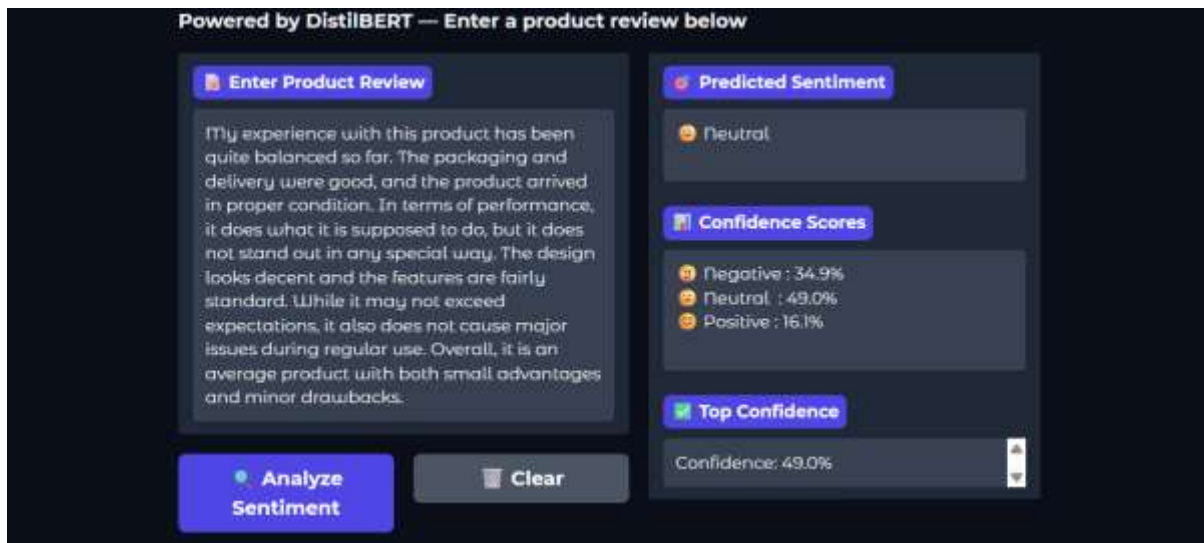 Powered by DistilBERT — Enter a product review below
Enter Product Review
My experience with this product has been
quite balanced so far. The packaging and
delivery were good, and the product arrived
in proper condition. In terms of performance,
it does what it is supposed to do, but it does
not stand out in any special way. The design
looks decent and the features are fairly
standard. While it may not exceed
expectations, it also does not cause major
issues during regular use. Overall, it is an
average product with both small advantages
and minor drawbacks.
Analyze
Sentiment
Clear
Predicted Sentiment
Neutral
Confidence Scores
Negative : 34.9%
Neutral : 49.0%
Positive : 16.1%
Top Confidence
Confidence: 49.0%